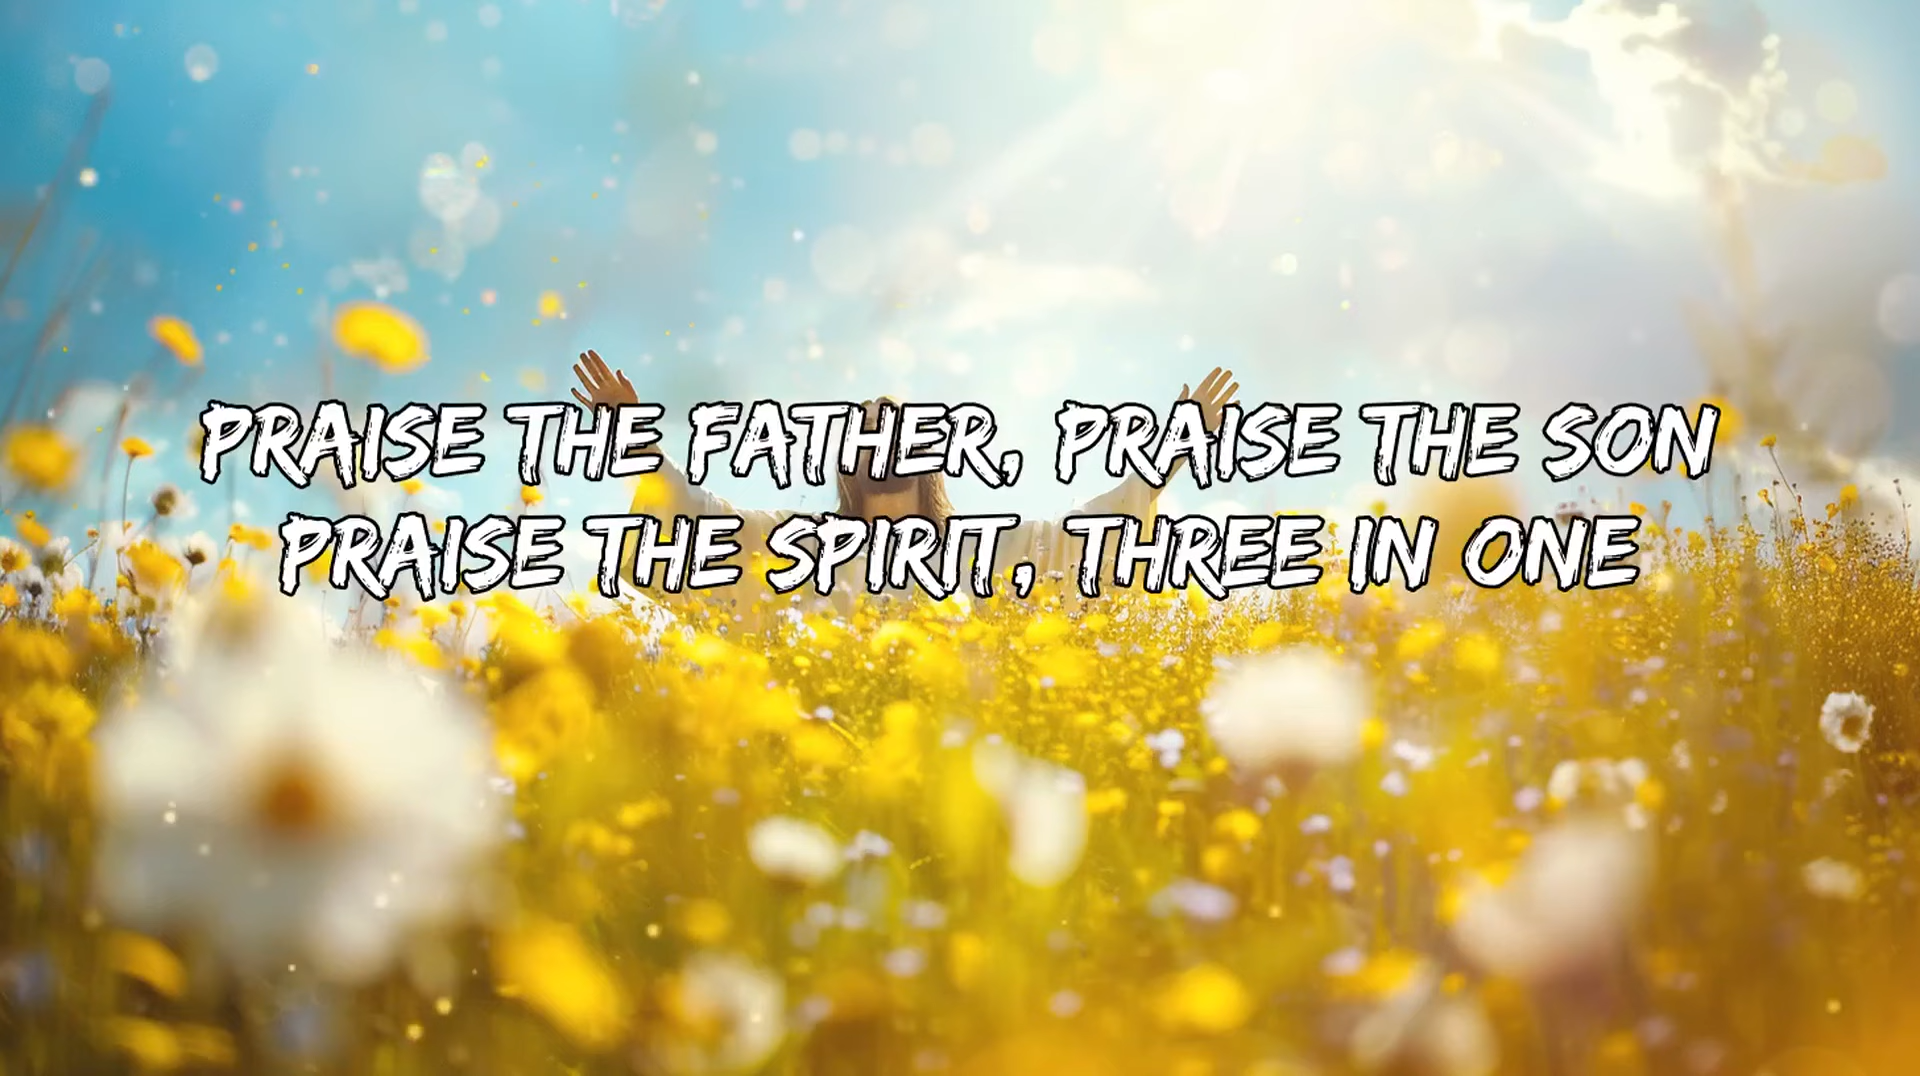 PRAISE THE FATHER, PRAISE THE SON
PRAISE THE SPIRIT, THREE IN ONE